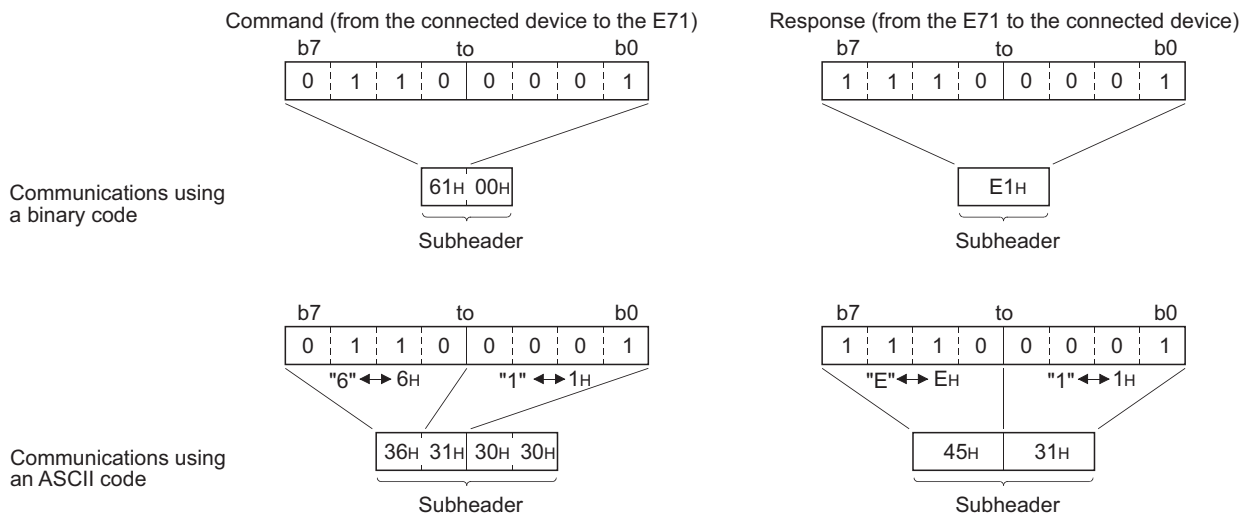 Command (from the connected device to the E71)
Response (from the E71 to the connected device)
b7 to b0
b7 to b0
0 1 1 0 0 0 0 1
1 1 1 0 0 0 0 1
Communications using
a binary code
61H 00H
E1H
Subheader
Subheader
b7 to b0
b7 to b0
0 1 1 0 0 0 0 1
1 1 1 0 0 0 0 1
"6" ↔ 6H "1" ↔ 1H
"E" ↔ EH "1" ↔ 1H
Communications using
an ASCII code
36H 31H 30H 30H
45H 31H
Subheader
Subheader